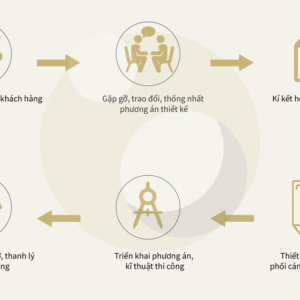 khách hàng
Gặp gỡ, trao đổi, thống nhất
phương án thiết kế
Kí kết h
, thanh lý
ng
Triển khai phương án,
kĩ thuật thi công
Thiết
phối cản